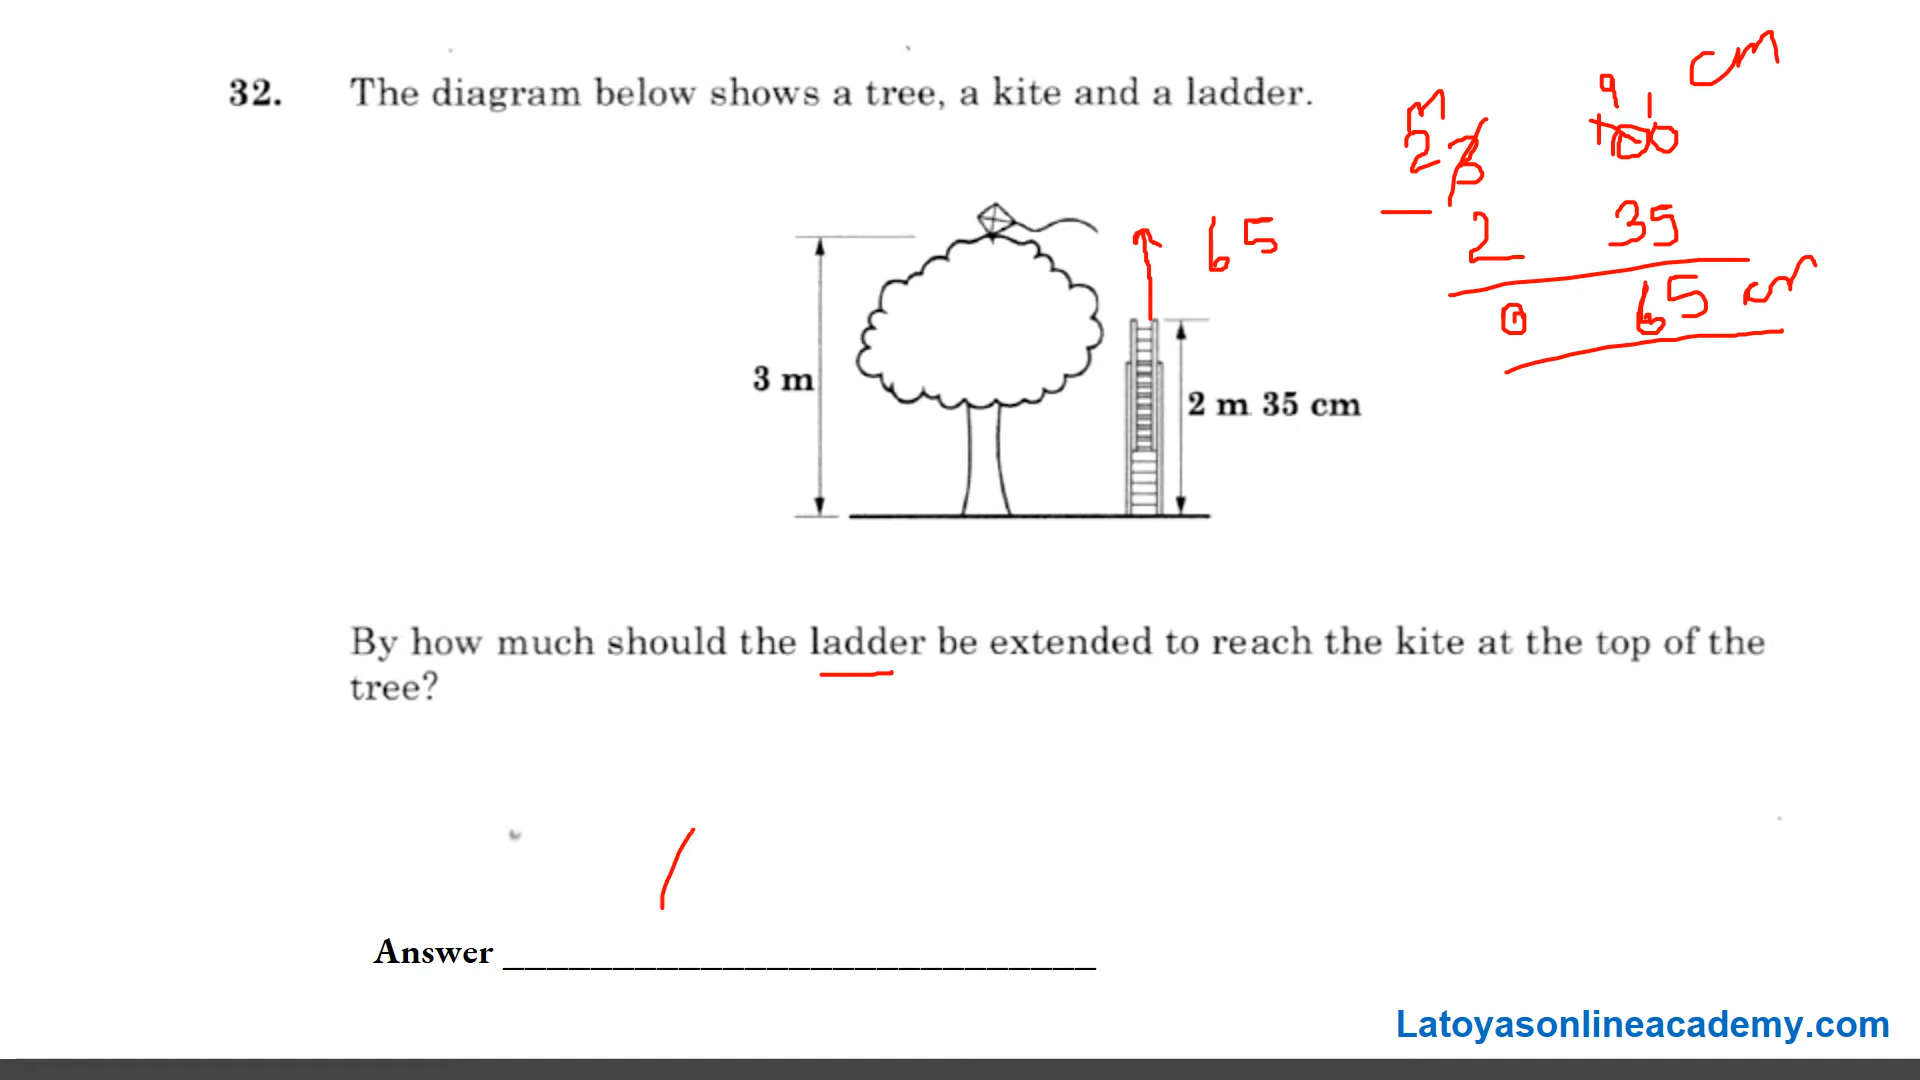 32. The diagram below shows a tree, a kite and a ladder.
cm
m
9 1
2 3 100
- 2 35
0 65 cm
65
3 m
2 m 35 cm
By how much should the ladder be extended to reach the kite at the top of the
tree?
Answer ___________________________
Latoyasonlineacademy.com